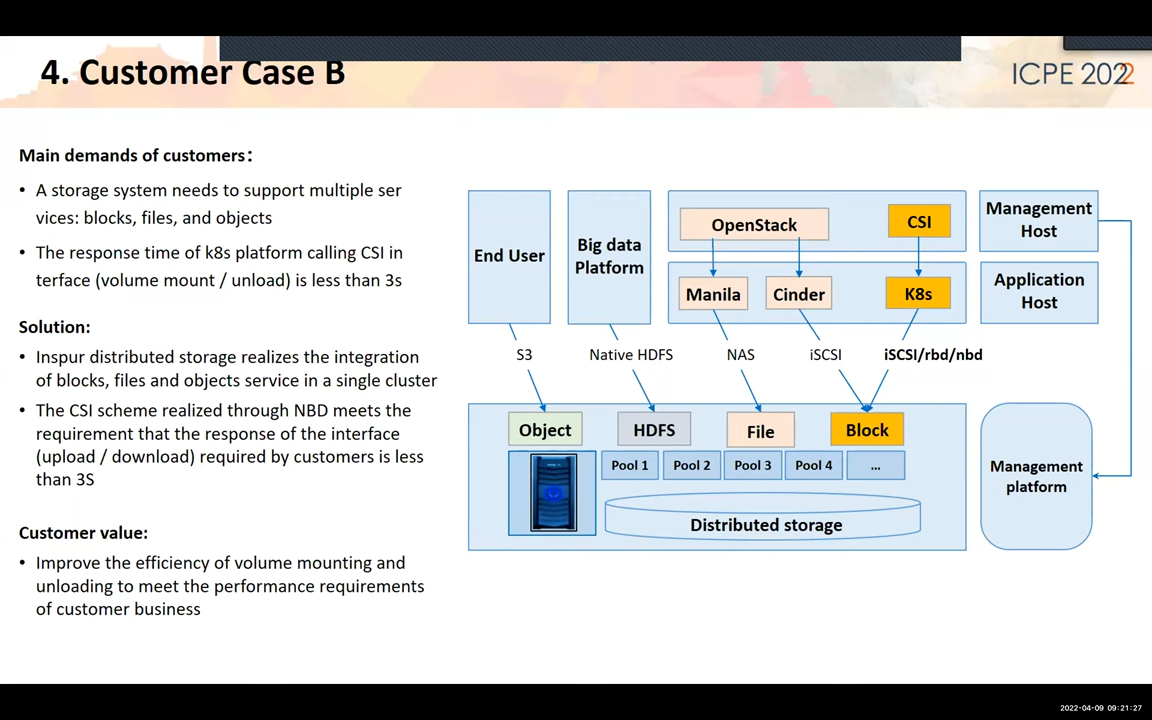 4. Customer Case B
ICPE 2022
Main demands of customers：
• A storage system needs to support multiple ser
vices: blocks, files, and objects
• The response time of k8s platform calling CSI in
terface (volume mount / unload) is less than 3s
Solution:
• Inspur distributed storage realizes the integration
of blocks, files and objects service in a single cluster
• The CSI scheme realized through NBD meets the
requirement that the response of the interface
(upload / download) required by customers is less
than 3S
Customer value:
• Improve the efficiency of volume mounting and
unloading to meet the performance requirements
of customer business
End User
Big data
Platform
OpenStack
CSI
Management
Host
Manila
Cinder
K8s
Application
Host
S3
Native HDFS
NAS
iSCSI
iSCSI/rbd/nbd
Object
HDFS
File
Block
Pool 1
Pool 2
Pool 3
Pool 4
...
Distributed storage
Management
platform
2022-04-09 09:21:27